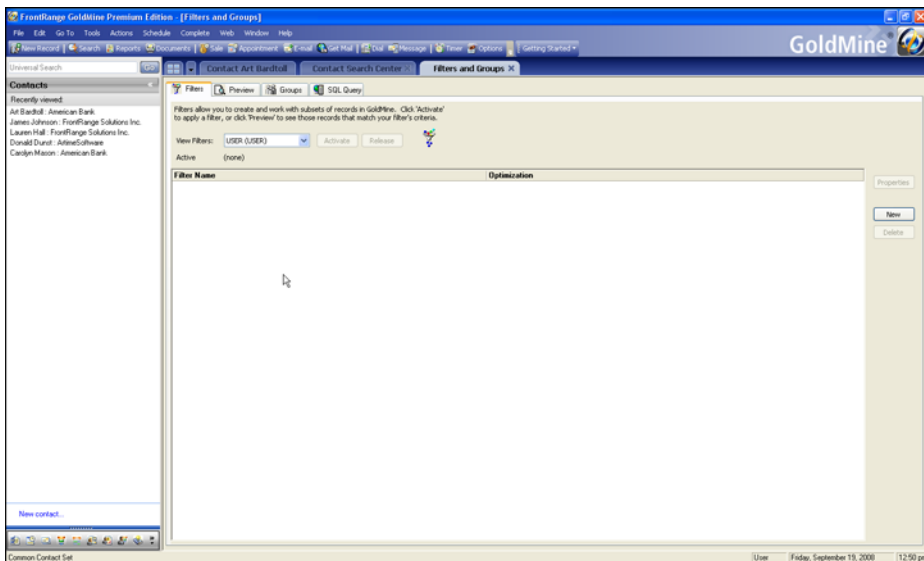 FrontRange GoldMine Premium Edition - [Filters and Groups]
File Edit Go To Tools Actions Schedule Complete Web Window Help
New Record Search Reports Documents Sale Appointment E-mail Get Mail Dial Message Timer Options Getting Started
GoldMine
Universal Search Go
Contact Art Bardtoll Contact Search Center × Filters and Groups ×
Contacts
Recently viewed:
Art Bardtoll : American Bank
James Johnson : FrontRange Solutions Inc.
Lauren Hall : FrontRange Solutions Inc.
Donald Dunst : ArtimeSoftware
Carolyn Mason : American Bank
Filters Preview Groups SQL Query
Filters allow you to create and work with subsets of records in GoldMine. Click 'Activate'
to apply a filter, or click 'Preview' to see those records that match your filter's criteria.
View Filters: USER (USER) Activate Release
Active (none)
Filter Name Optimization
Properties
New
Delete
New contact...
Common Contact Set User Friday, September 19, 2008 12:50 pm